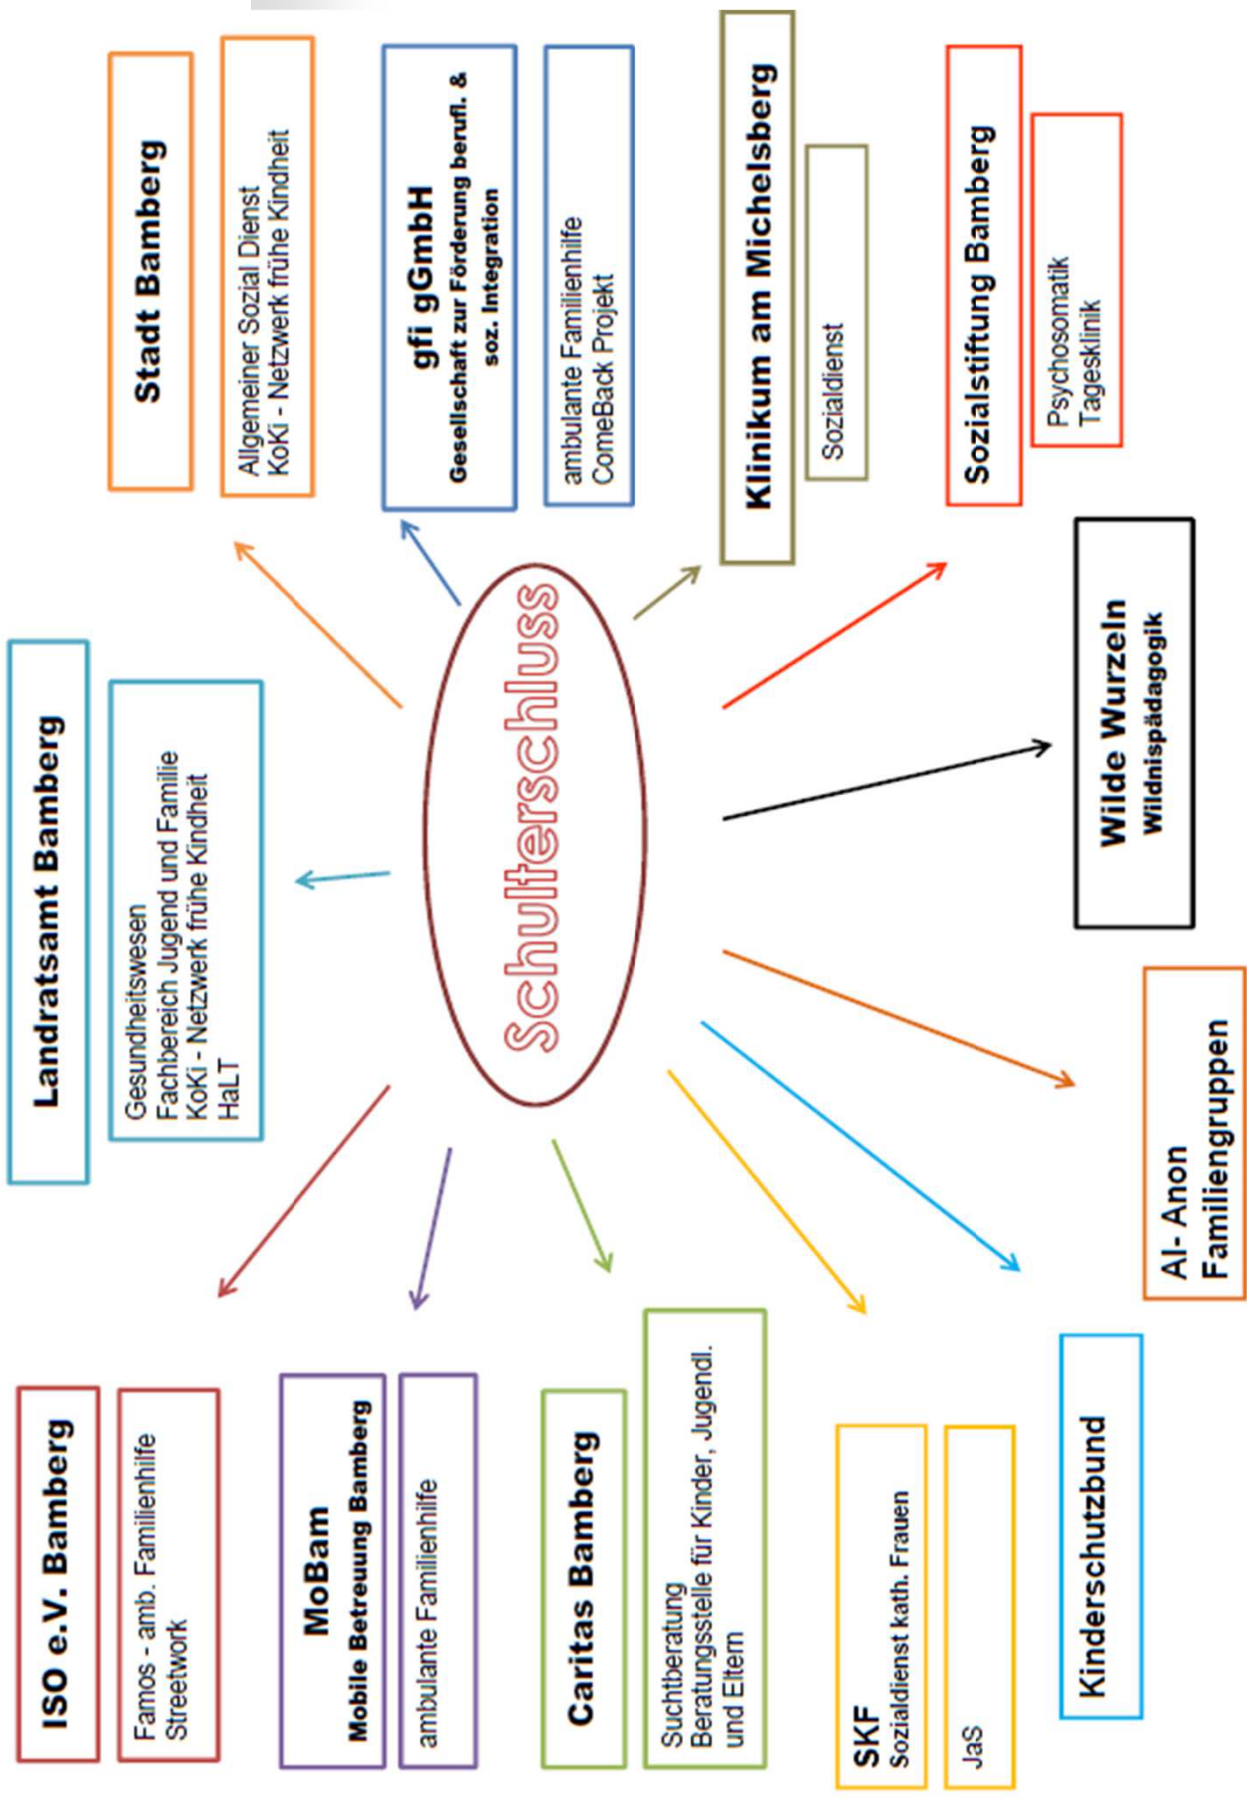 Landratsamt Bamberg
Gesundheitswesen
Fachbereich Jugend und Familie
KoKi - Netzwerk frühe Kindheit
HaLT
ISO e.V. Bamberg
Famos - amb. Familienhilfe
Streetwork
MoBam
Mobile Betreuung Bamberg
ambulante Familienhilfe
Caritas Bamberg
Suchtberatung
Beratungsstelle für Kinder, Jugendl.
und Eltern
SKF
Sozialdienst kath. Frauen
JaS
Kinderschutzbund
Schulterschluss
Stadt Bamberg
Allgemeiner Sozial Dienst
KoKi - Netzwerk frühe Kindheit
gfi gGmbH
Gesellschaft zur Förderung berufl. &
soz. Integration
ambulante Familienhilfe
ComeBack Projekt
Klinikum am Michelsberg
Sozialdienst
Sozialstiftung Bamberg
Psychosomatik
Tagesklinik
Wilde Wurzeln
Wildnispädagogik
Al- Anon
Familiengruppen